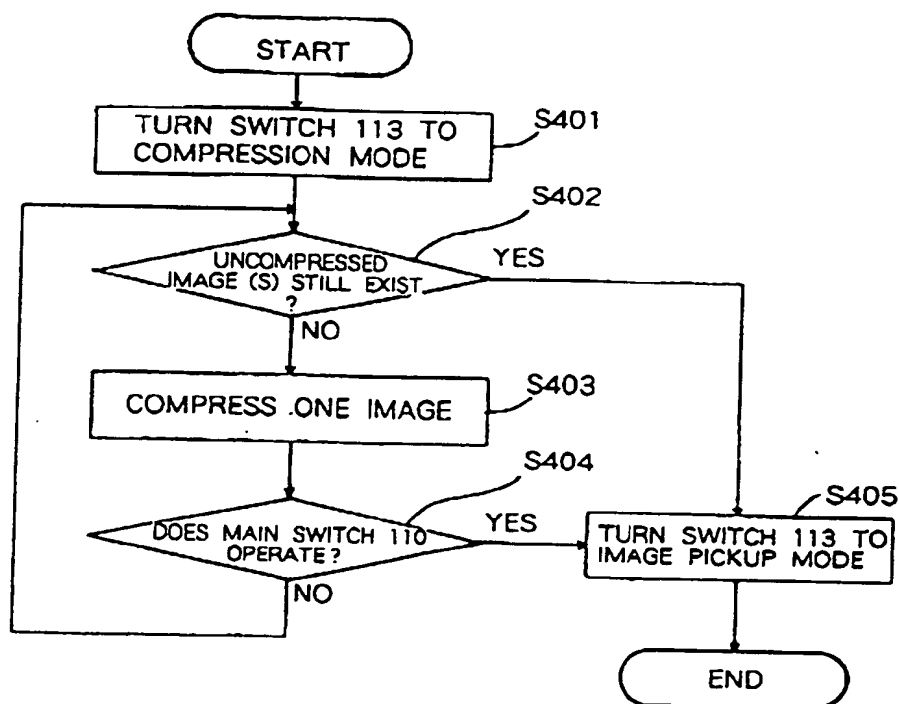 START
TURN SWITCH 113 TO
COMPRESSION MODE
S401
S402
UNCOMPRESSED
IMAGE (S) STILL EXIST
?
YES
NO
COMPRESS .ONE IMAGE
S403
S404
DOES MAIN SWITCH 110
OPERATE?
YES
NO
S405
TURN SWITCH 113 TO
IMAGE PICKUP MODE
END